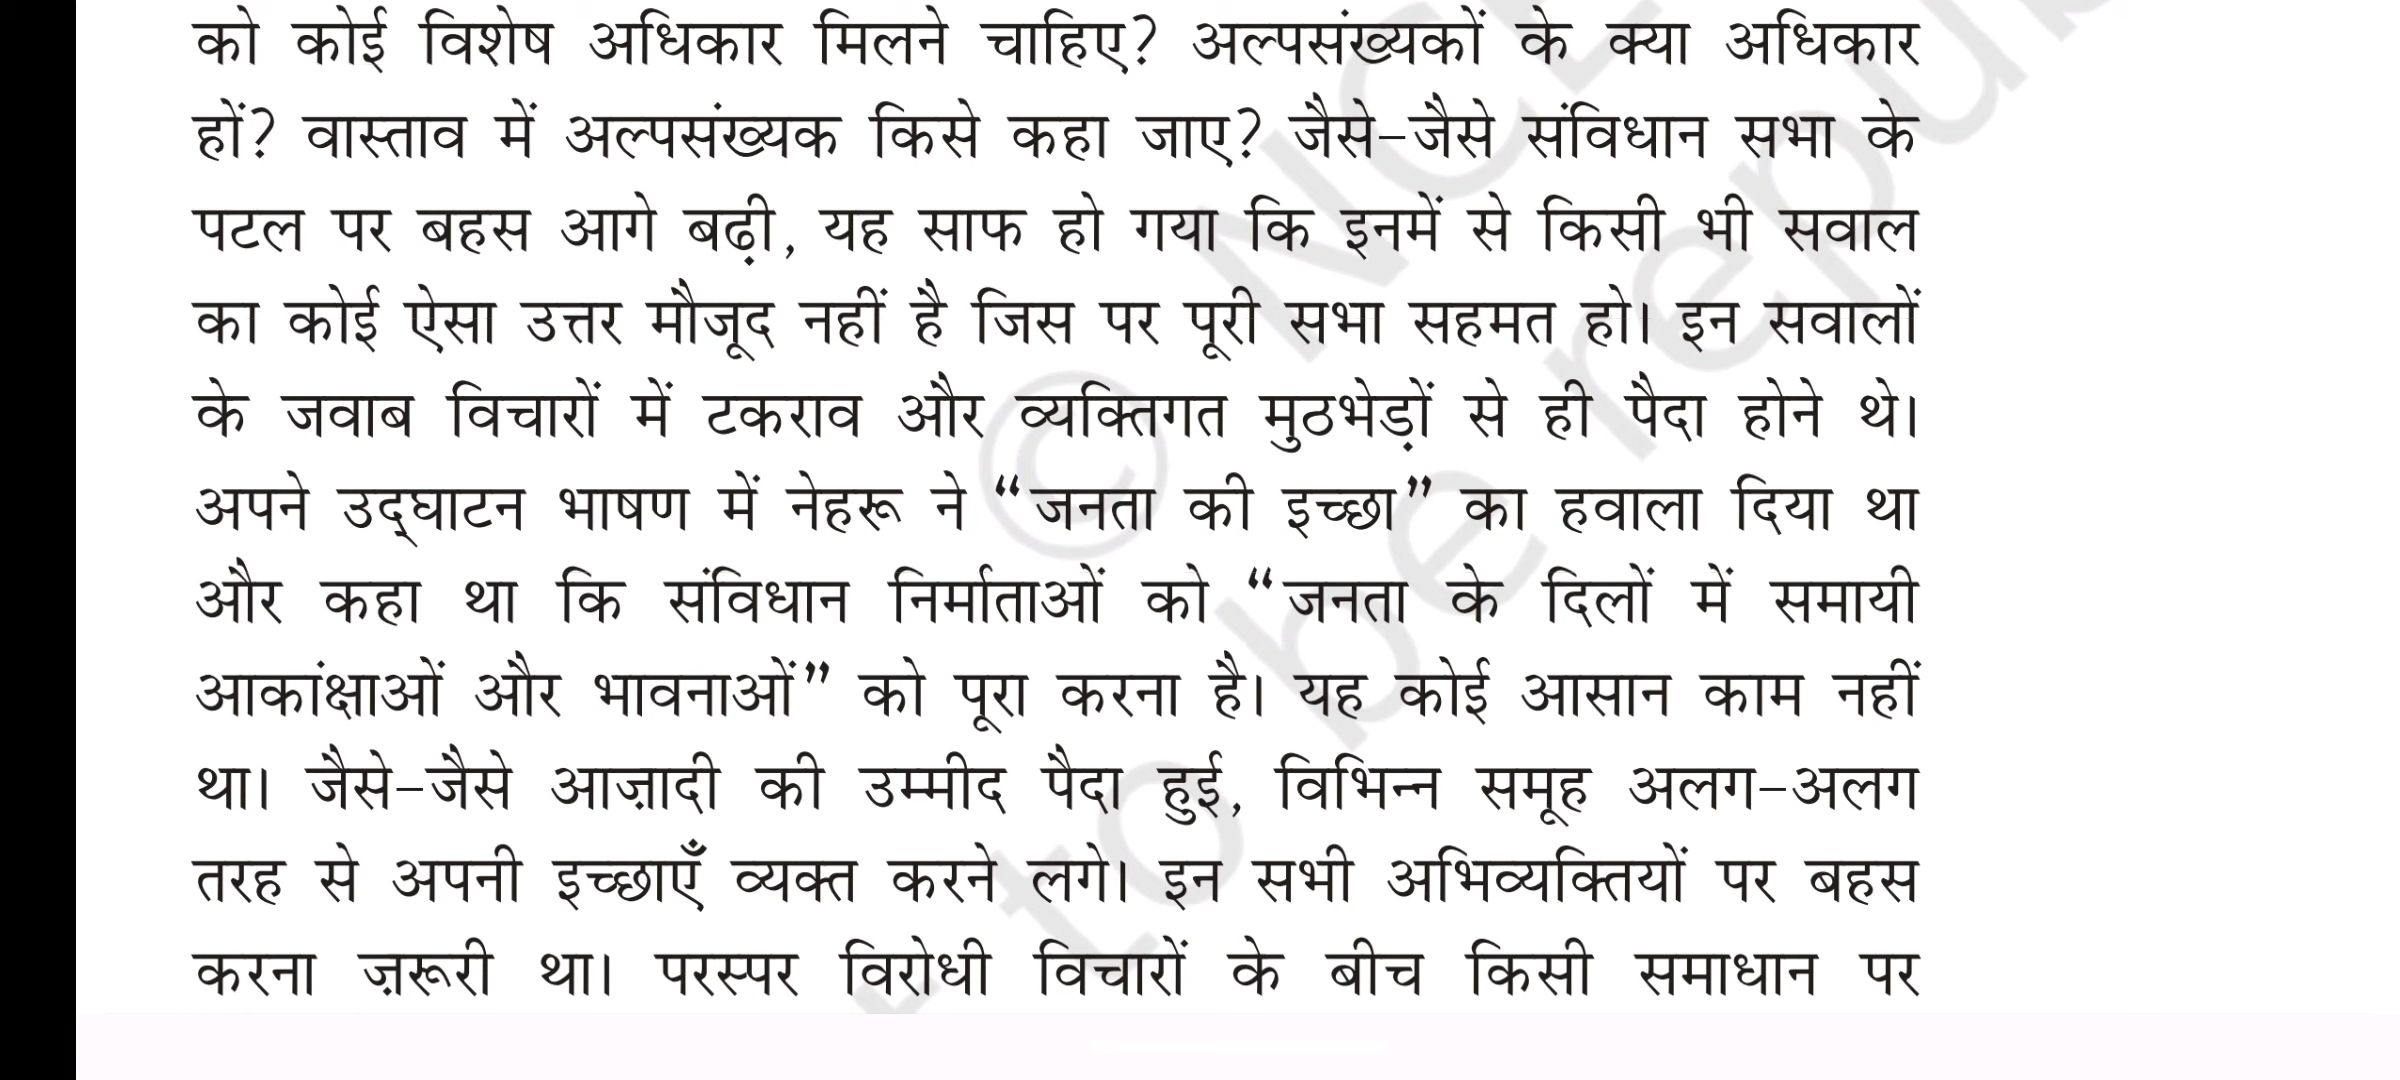 को कोई विशेष अधिकार मिलने चाहिए? अल्पसंख्यकों के क्या अधिकार
हों? वास्ताव में अल्पसंख्यक किसे कहा जाए? जैसे-जैसे संविधान सभा के
पटल पर बहस आगे बढ़ी, यह साफ हो गया कि इनमें से किसी भी सवाल
का कोई ऐसा उत्तर मौजूद नहीं है जिस पर पूरी सभा सहमत हो। इन सवालों
के जवाब विचारों में टकराव और व्यक्तिगत मुठभेड़ों से ही पैदा होने थे।
अपने उद्‌घाटन भाषण में नेहरू ने “जनता की इच्छा” का हवाला दिया था
और कहा था कि संविधान निर्माताओं को “जनता के दिलों में समायी
आकांक्षाओं और भावनाओं” को पूरा करना है। यह कोई आसान काम नहीं
था। जैसे-जैसे आज़ादी की उम्मीद पैदा हुई, विभिन्न समूह अलग-अलग
तरह से अपनी इच्छाएँ व्यक्त करने लगे। इन सभी अभिव्यक्तियों पर बहस
करना ज़रूरी था। परस्पर विरोधी विचारों के बीच किसी समाधान पर
© NCE
to be repu